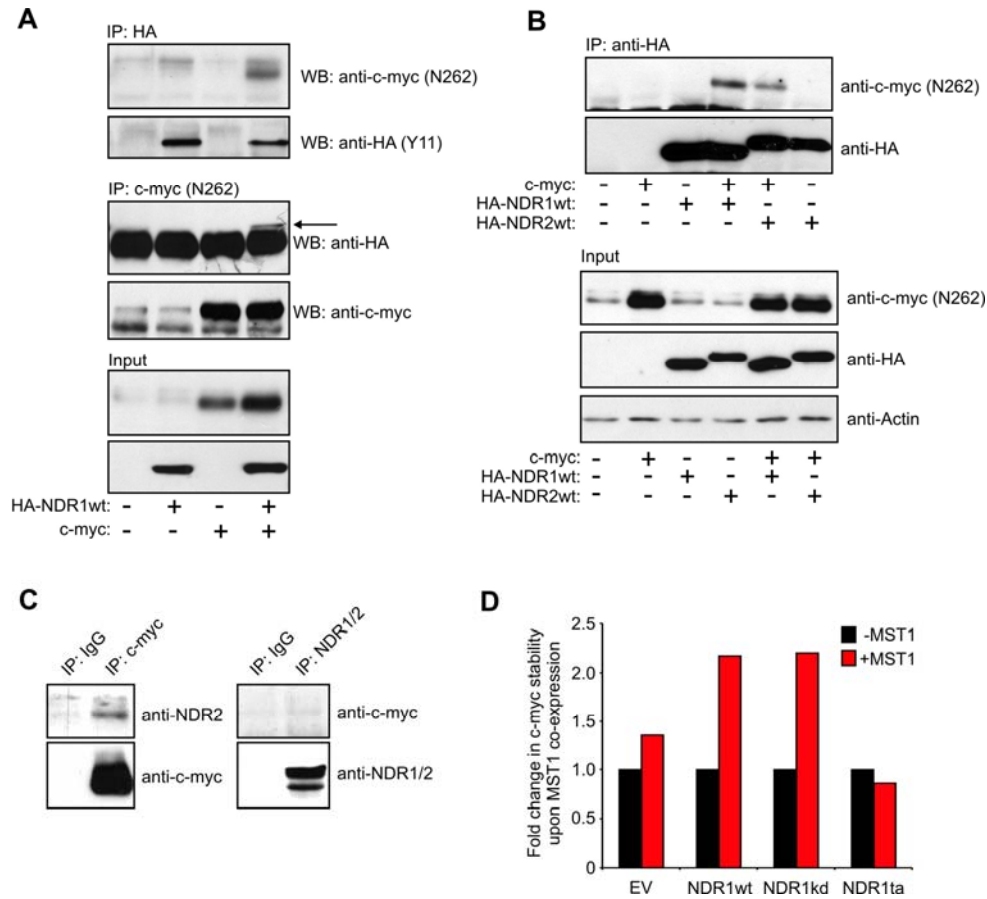 A
IP: HA
WB: anti-c-myc (N262)
WB: anti-HA (Y11)
IP: c-myc (N262)
WB: anti-HA
WB: anti-c-myc
Input
HA-NDR1wt: - + - +
c-myc: - - + +
B
IP: anti-HA
anti-c-myc (N262)
anti-HA
c-myc: - + - + + -
HA-NDR1wt: - - + + - -
HA-NDR2wt: - - - - + +
Input
anti-c-myc (N262)
anti-HA
anti-Actin
c-myc: - + - - + +
HA-NDR1wt: - - + - + -
HA-NDR2wt: - - - + - +
C
IP: IgG
IP: c-myc
anti-NDR2
anti-c-myc
IP: IgG
IP: NDR1/2
anti-c-myc
anti-NDR1/2
D
Fold change in c-myc stability
upon MST1 co-expression
2.5
2.0
1.5
1.0
0.5
0
-MST1
+MST1
EV NDR1wt NDR1kd NDR1ta